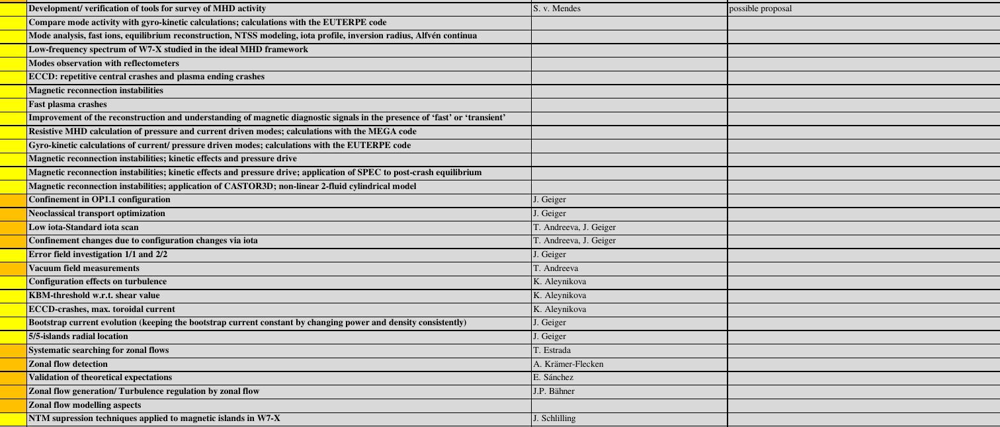 Development/ verification of tools for survey of MHD activity S. v. Mendes possible proposal
Compare mode activity with gyro-kinetic calculations; calculations with the EUTERPE code
Mode analysis, fast ions, equilibrium reconstruction, NTSS modeling, iota profile, inversion radius, Alfvén continua
Low-frequency spectrum of W7-X studied in the ideal MHD framework
Modes observation with reflectometers
ECCD: repetitive central crashes and plasma ending crashes
Magnetic reconnection instabilities
Fast plasma crashes
Improvement of the reconstruction and understanding of magnetic diagnostic signals in the presence of ‘fast’ or ‘transient’
Resistive MHD calculation of pressure and current driven modes; calculations with the MEGA code
Gyro-kinetic calculations of current/ pressure driven modes; calculations with the EUTERPE code
Magnetic reconnection instabilities; kinetic effects and pressure drive
Magnetic reconnection instabilities; kinetic effects and pressure drive; application of SPEC to post-crash equilibrium
Magnetic reconnection instabilities; application of CASTOR3D; non-linear 2-fluid cylindrical model
Confinement in OP1.1 configuration J. Geiger
Neoclassical transport optimization J. Geiger
Low iota-Standard iota scan T. Andreeva, J. Geiger
Confinement changes due to configuration changes via iota T. Andreeva, J. Geiger
Error field investigation 1/1 and 2/2 J. Geiger
Vacuum field measurements T. Andreeva
Configuration effects on turbulence K. Aleynikova
KBM-threshold w.r.t. shear value K. Aleynikova
ECCD-crashes, max. toroidal current K. Aleynikova
Bootstrap current evolution (keeping the bootstrap current constant by changing power and density consistently) J. Geiger
5/5-islands radial location J. Geiger
Systematic searching for zonal flows T. Estrada
Zonal flow detection A. Krämer-Flecken
Validation of theoretical expectations E. Sánchez
Zonal flow generation/ Turbulence regulation by zonal flow J.P. Bähner
Zonal flow modelling aspects
NTM supression techniques applied to magnetic islands in W7-X J. Schlilling